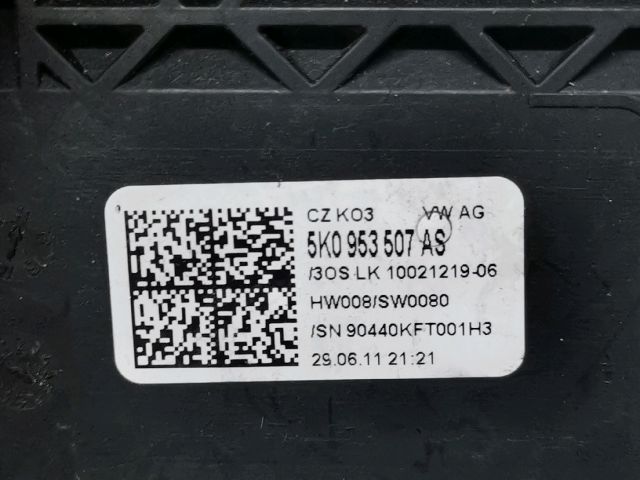 CZ KO3 VW AG
5K0 953 507 AS
/3OS LK 10021219-06
HW008/SW0080
/SN 90440KFT001H3
29.06.11 21:21